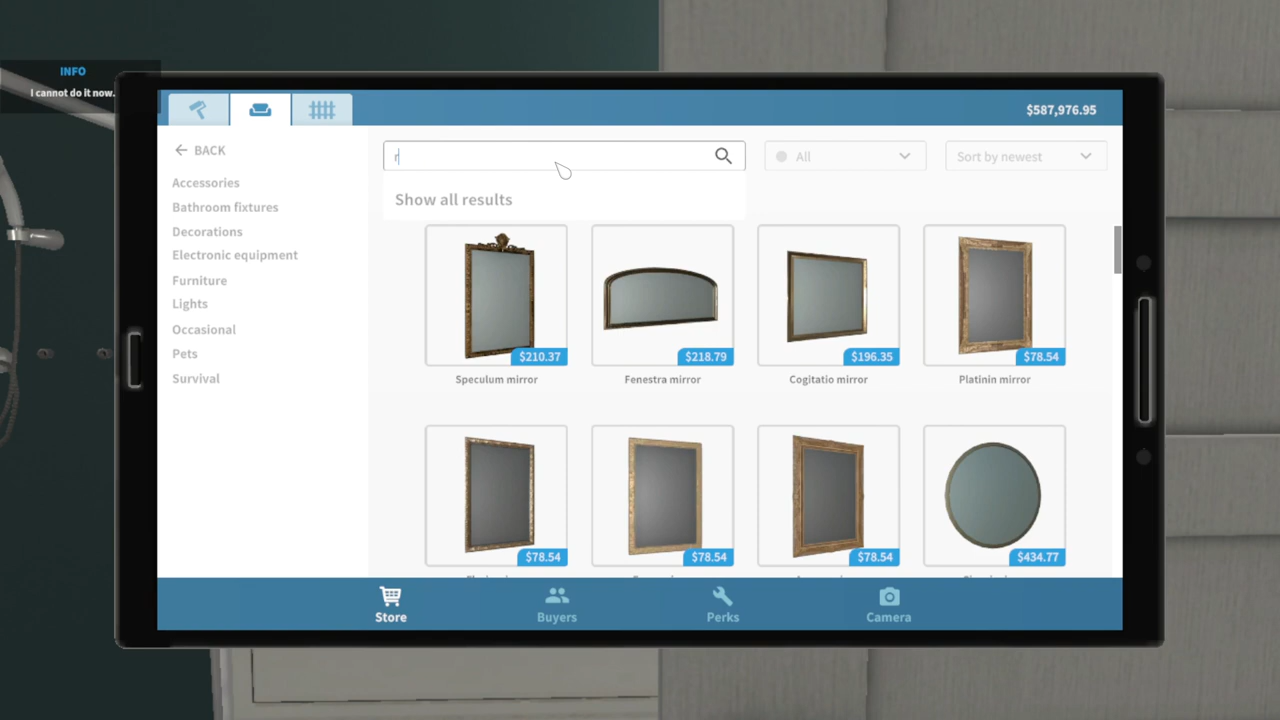 INFO
I cannot do it now.
$587,976.95
BACK
r
All
Sort by newest
Show all results
Accessories
Bathroom fixtures
Decorations
Electronic equipment
Furniture
Lights
Occasional
Pets
Survival
$210.37
$218.79
$196.35
$78.54
Speculum mirror
Fenestra mirror
Cogitatio mirror
Platinin mirror
$78.54
$78.54
$78.54
$434.77
Store
Buyers
Perks
Camera